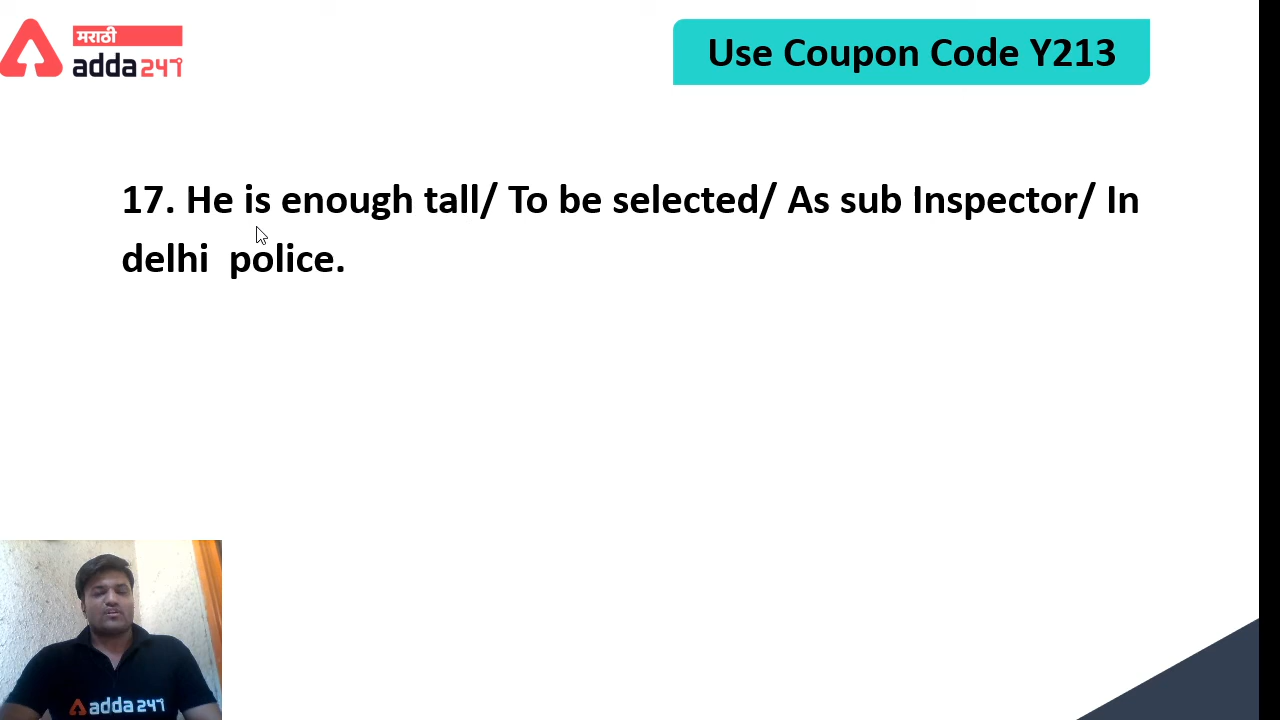 मराठी
adda247
Use Coupon Code Y213
17. He is enough tall/ To be selected/ As sub Inspector/ In
delhi police.
adda247